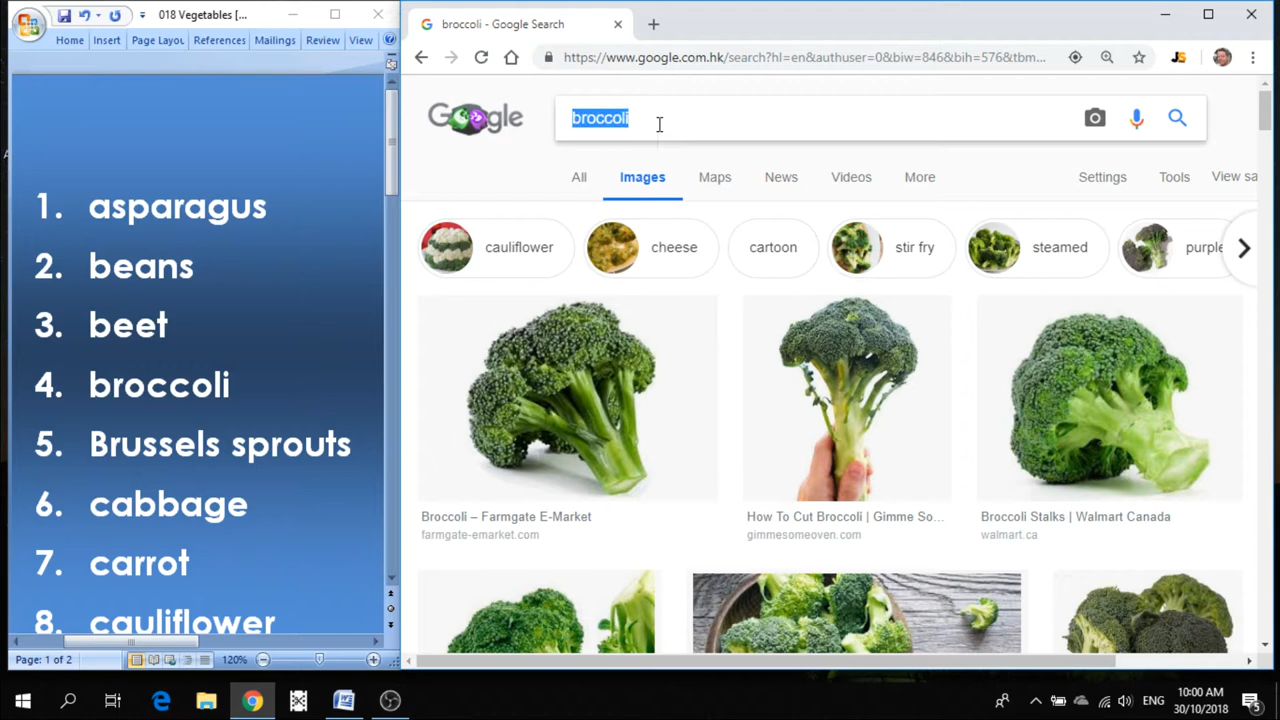 018 Vegetables [...
Home Insert Page Layou References Mailings Review View
1. asparagus
2. beans
3. beet
4. broccoli
5. Brussels sprouts
6. cabbage
7. carrot
8. cauliflower
Page: 1 of 2 120%
broccoli - Google Search
https://www.google.com.hk/search?hl=en&authuser=0&biw=846&bih=576&tbm...
Google
broccoli
All Images Maps News Videos More Settings Tools View sa
cauliflower cheese cartoon stir fry steamed purple
Broccoli – Farmgate E-Market
farmgate-emarket.com
How To Cut Broccoli | Gimme So...
gimmesomeoven.com
Broccoli Stalks | Walmart Canada
walmart.ca
JS
ENG
10:00 AM
30/10/2018
5